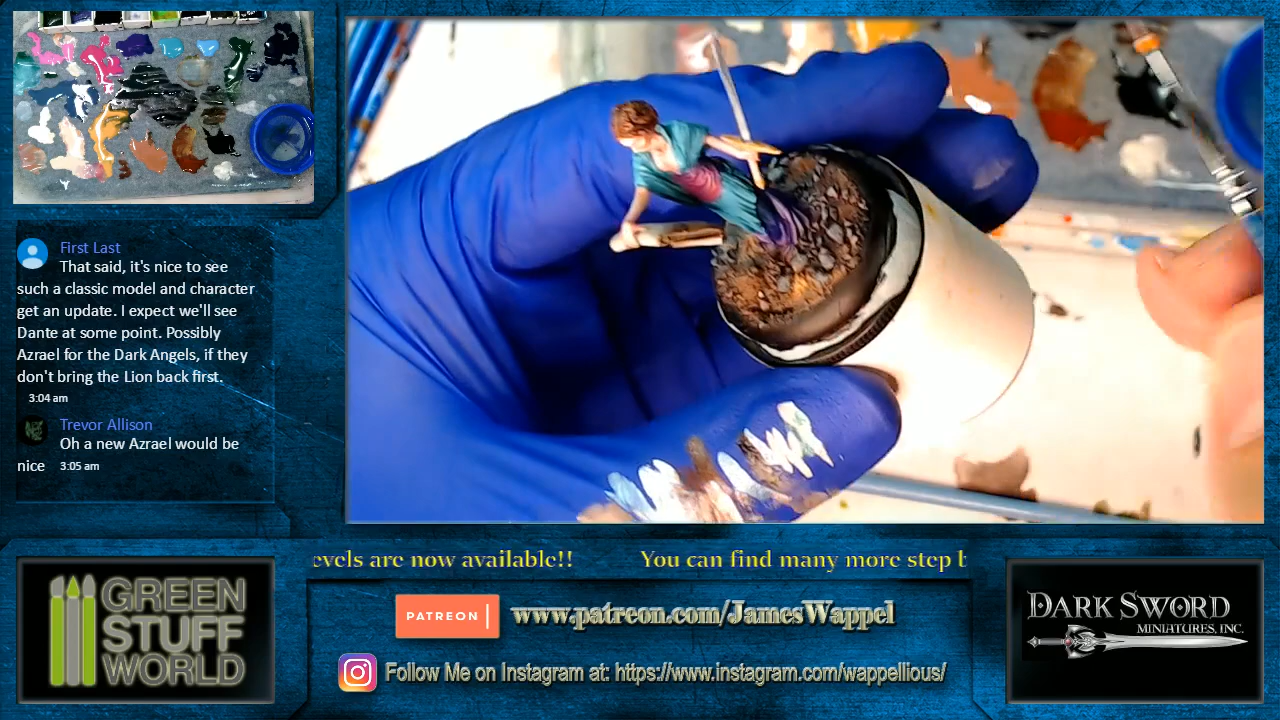 First Last
That said, it's nice to see
such a classic model and character
get an update. I expect we'll see
Dante at some point. Possibly
Azrael for the Dark Angels, if they
don't bring the Lion back first.
3:04 am
Trevor Allison
Oh a new Azrael would be
nice 3:05 am
evels are now available!! You can find many more step b
GREEN
STUFF
WORLD
PATREON
www.patreon.com/JamesWappel
Follow Me on Instagram at: https://www.instagram.com/wappellious/
DARK SWORD
MINIATURES, INC.